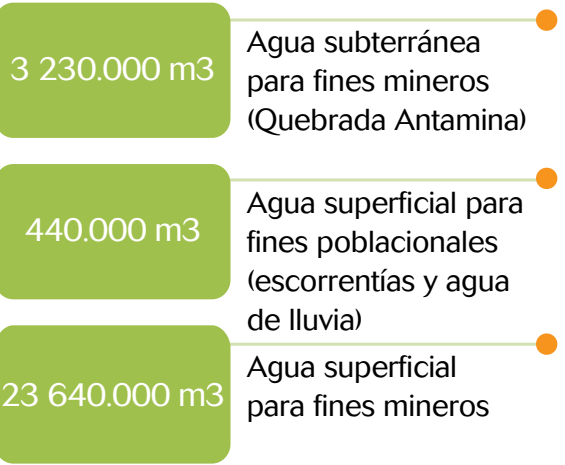 3 230.000 m3
Agua subterránea
para fines mineros
(Quebrada Antamina)
440.000 m3
Agua superficial para
fines poblacionales
(escorrentías y agua
de lluvia)
23 640.000 m3
Agua superficial
para fines mineros